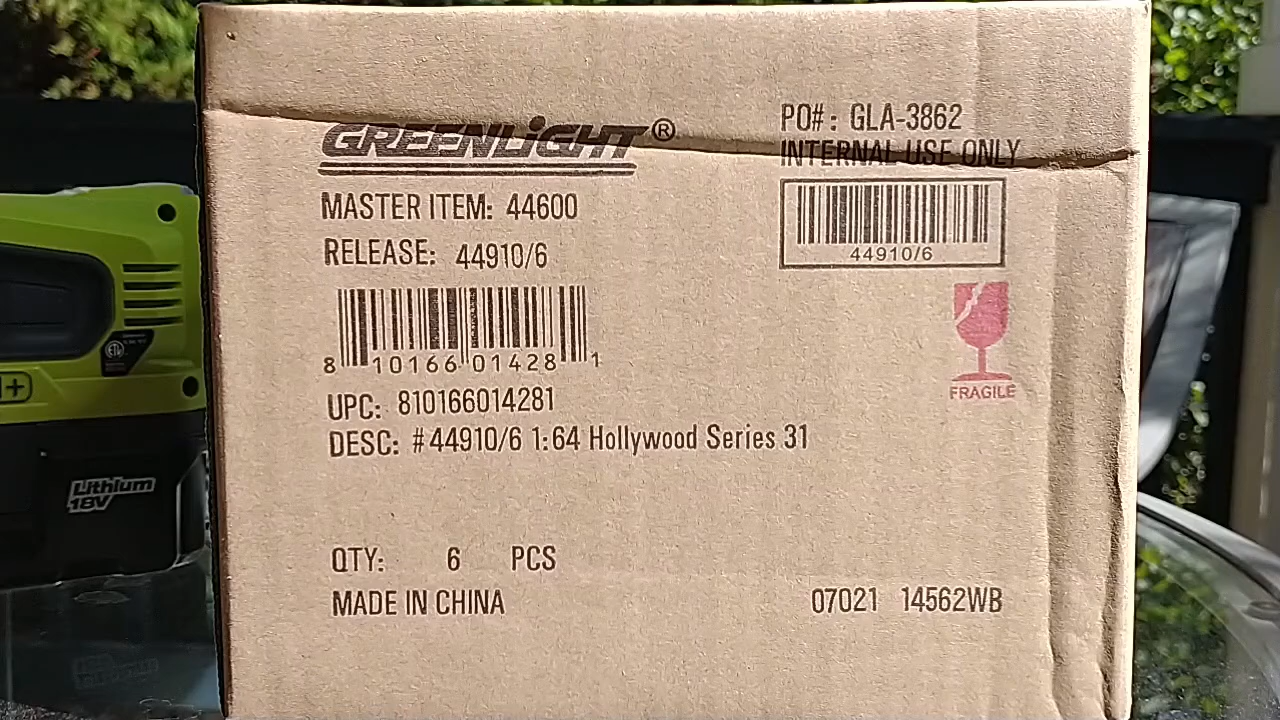 GREENLiGHT®
PO#: GLA-3862
INTERNAL USE ONLY
MASTER ITEM: 44600
44910/6
RELEASE: 44910/6
8 10166 01428 1
FRAGILE
UPC: 810166014281
DESC: #44910/6 1:64 Hollywood Series 31
QTY: 6 PCS
MADE IN CHINA
07021 14562WB
Lithium
18V